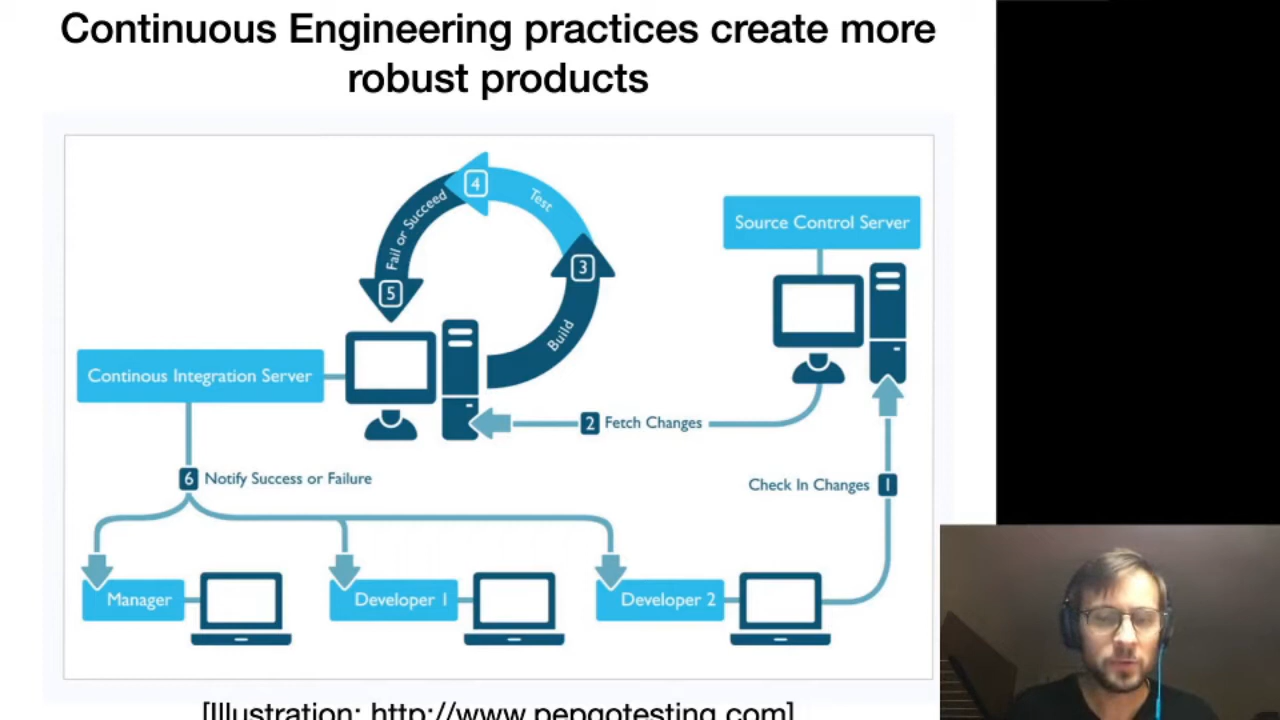 Continuous Engineering practices create more
robust products
4
Test
Fail or Succeed
3
5
Build
Source Control Server
Continous Integration Server
2 Fetch Changes
6 Notify Success or Failure
Check In Changes 1
Manager
Developer 1
Developer 2
[Illustration: http://www.pepgotesting.com]